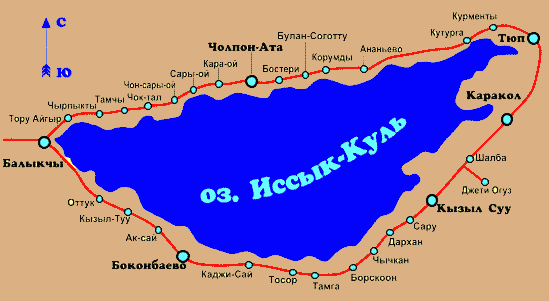 С
Ю
Курменты
Тюп
Кутурга
Булан-Соготту
Ананьево
Чолпон-Ата
Корумды
Кара-ой
Бостери
Сары-ой
Чон-сары-ой
Чок-тал
Тамчы
Чырпыкты
Тору Айгыр
Каракол
Балыкчы
оз. Иссык-Куль
Шалба
Джети Огуз
Оттук
Кызыл Суу
Кызыл-Туу
Сару
Ак-сай
Дархан
Чычкан
Боконбаево
Каджи-Сай
Борскоон
Тосор
Тамга